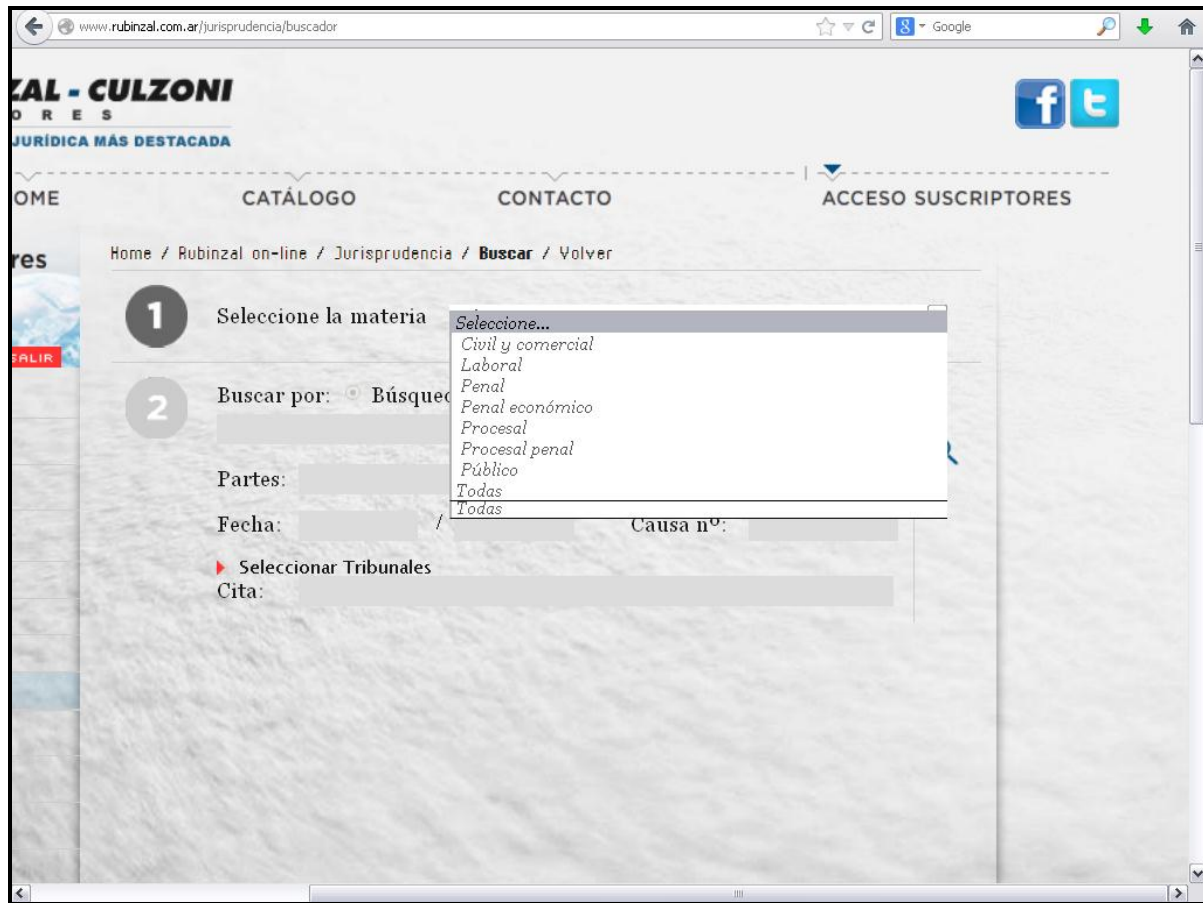 www.rubinzal.com.ar/jurisprudencia/buscador
8 Google
ZAL - CULZONI
O R E S
JURÍDICA MÁS DESTACADA
f t
OME CATÁLOGO CONTACTO ACCESO SUSCRIPTORES
res
Home / Rubinzal on-line / Jurisprudencia / Buscar / Volver
1 Seleccione la materia
Seleccione...
Civil y comercial
Laboral
Penal
Penal económico
Procesal
Procesal penal
Público
Todas
Todas
SALIR
2 Buscar por: Búsqued
Partes:
Fecha: / Causa nº:
Seleccionar Tribunales
Cita: